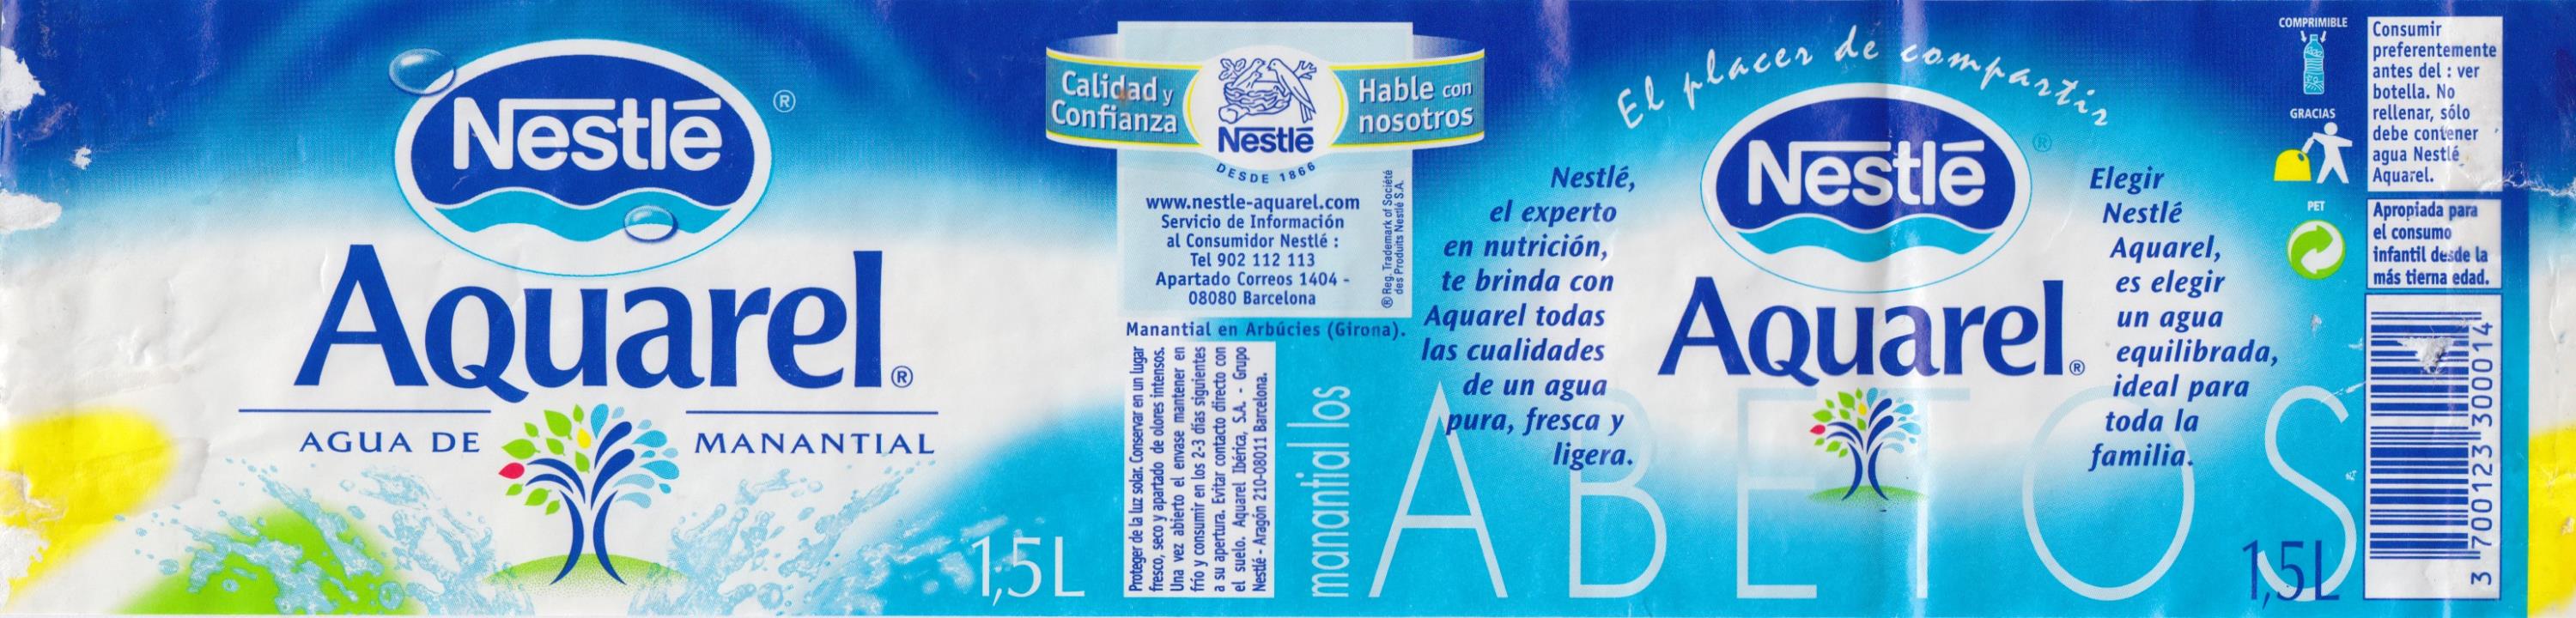 Nestlé
®
Aquarel®
AGUA DE MANANTIAL
1,5L
Calidad y
Confianza
Nestlé
DESDE 1866
Hable con
nosotros
www.nestle-aquarel.com
Servicio de Información
al Consumidor Nestlé :
Tel 902 112 113
Apartado Correos 1404 -
08080 Barcelona
® Reg. Trademark of Société
des Produits Nestlé S.A.
Manantial en Arbúcies (Girona).
Proteger de la luz solar. Conservar en un lugar
fresco, seco y apartado de olores intensos.
Una vez abierto el envase mantener en
frío y consumir en los 2-3 días siguientes
a su apertura. Evitar contacto directo con
el suelo. Aquarel Ibérica, S.A. - Grupo
Nestlé - Aragón 210-08011 Barcelona.
manantial los
ABETOS
El placer de compartir
Nestlé,
el experto
en nutrición,
te brinda con
Aquarel todas
las cualidades
de un agua
pura, fresca y
ligera.
Nestlé
®
Aquarel®
Elegir
Nestlé
Aquarel,
es elegir
un agua
equilibrada,
ideal para
toda la
familia.
1,5L
COMPRIMIBLE
GRACIAS
PET
Consumir
preferentemente
antes del : ver
botella. No
rellenar, sólo
debe contener
agua Nestlé
Aquarel.
Apropiada para
el consumo
infantil desde la
más tierna edad.
3 700123 300014